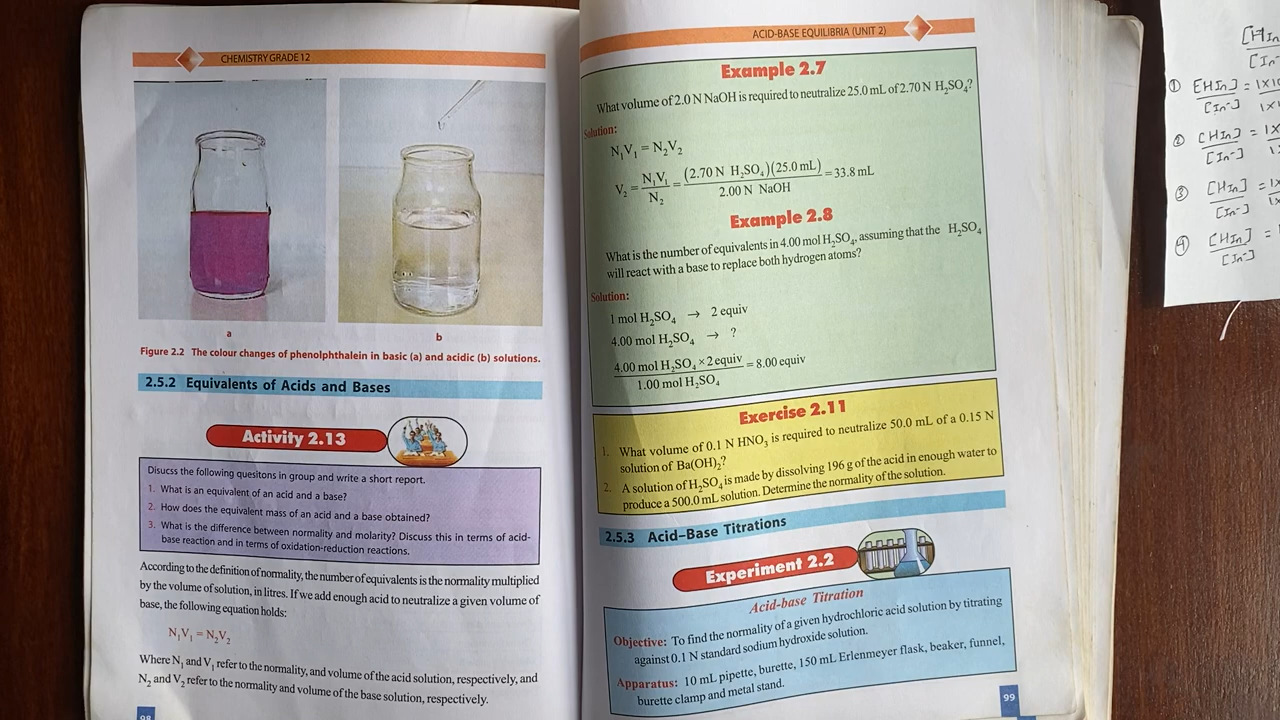 CHEMISTRY GRADE 12
a
b
Figure 2.2 The colour changes of phenolphthalein in basic (a) and acidic (b) solutions.
2.5.2 Equivalents of Acids and Bases
Activity 2.13
Disucss the following quesitons in group and write a short report.
1. What is an equivalent of an acid and a base?
2. How does the equivalent mass of an acid and a base obtained?
3. What is the difference between normality and molarity? Discuss this in terms of acid-
base reaction and in terms of oxidation-reduction reactions.
According to the definition of normality, the number of equivalents is the normality multiplied
by the volume of solution, in litres. If we add enough acid to neutralize a given volume of
base, the following equation holds:
N₁V₁ = N₂V₂
Where N₁ and V₁ refer to the normality, and volume of the acid solution, respectively, and
N₂ and V₂ refer to the normality and volume of the base solution, respectively.
98
ACID-BASE EQUILIBRIA (UNIT 2)
Example 2.7
What volume of 2.0 N NaOH is required to neutralize 25.0 mL of 2.70 N H₂SO₄?
Solution:
N₁V₁ = N₂V₂
V₂ = N₁V₁ / N₂ = (2.70 N H₂SO₄)(25.0 mL) / 2.00 N NaOH = 33.8 mL
Example 2.8
What is the number of equivalents in 4.00 mol H₂SO₄, assuming that the H₂SO₄
will react with a base to replace both hydrogen atoms?
Solution:
1 mol H₂SO₄ → 2 equiv
4.00 mol H₂SO₄ → ?
4.00 mol H₂SO₄ × 2 equiv / 1.00 mol H₂SO₄ = 8.00 equiv
Exercise 2.11
1. What volume of 0.1 N HNO₃ is required to neutralize 50.0 mL of a 0.15 N
solution of Ba(OH)₂?
2. A solution of H₂SO₄ is made by dissolving 196 g of the acid in enough water to
produce a 500.0 mL solution. Determine the normality of the solution.
2.5.3 Acid–Base Titrations
Experiment 2.2
Acid-base Titration
Objective: To find the normality of a given hydrochloric acid solution by titrating
against 0.1 N standard sodium hydroxide solution.
Apparatus: 10 mL pipette, burette, 150 mL Erlenmeyer flask, beaker, funnel,
burette clamp and metal stand.
99
[HIn]
[In⁻]
① [HIn] / [In⁻] =
② [HIn] / [In⁻] =
③ [HIn] / [In⁻] =
④ [HIn] / [In⁻] =